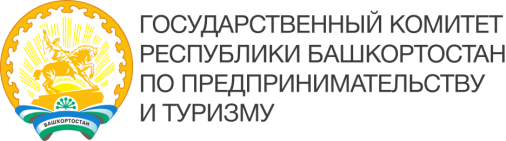 ГОСУДАРСТВЕННЫЙ КОМИТЕТ
РЕСПУБЛИКИ БАШКОРТОСТАН
ПО ПРЕДПРИНИМАТЕЛЬСТВУ
И ТУРИЗМУ
БАШКОРТОСТАН